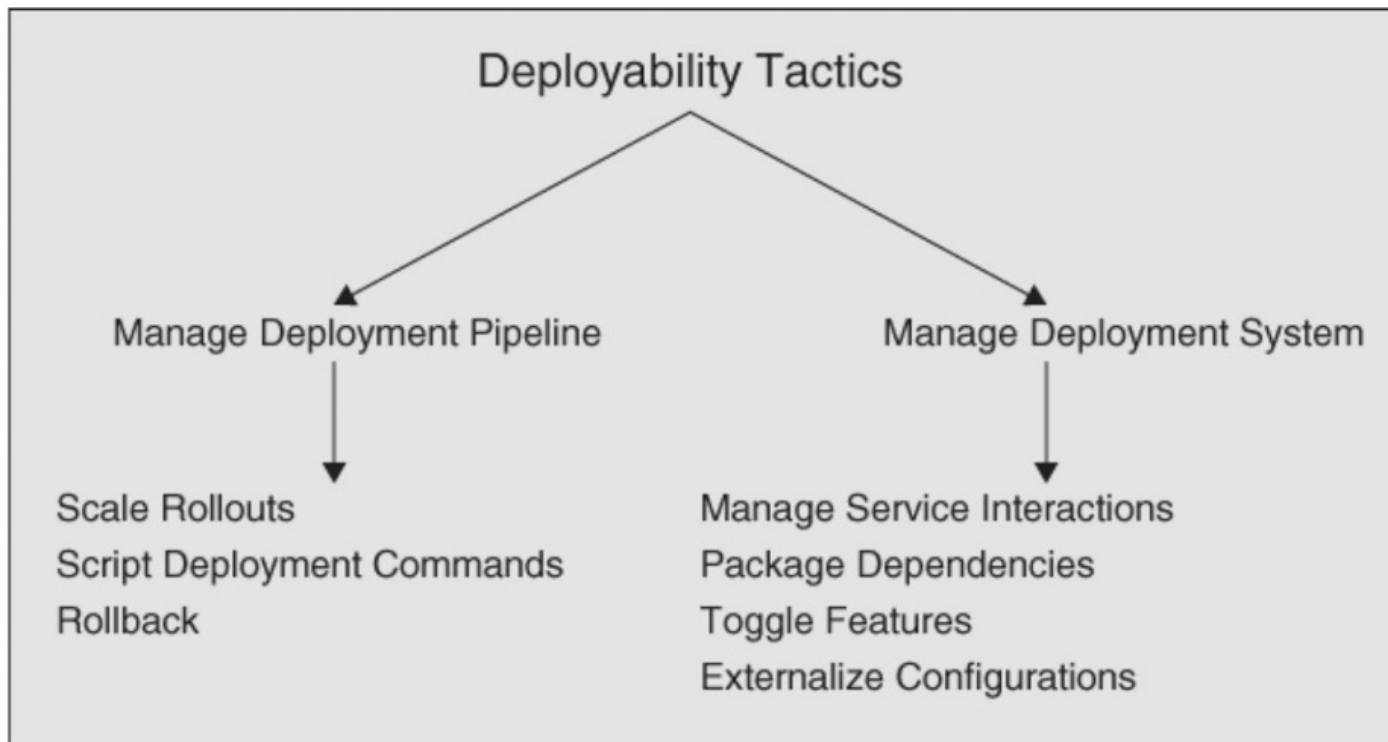 Deployability Tactics
Manage Deployment Pipeline
Manage Deployment System
Scale Rollouts
Script Deployment Commands
Rollback
Manage Service Interactions
Package Dependencies
Toggle Features
Externalize Configurations